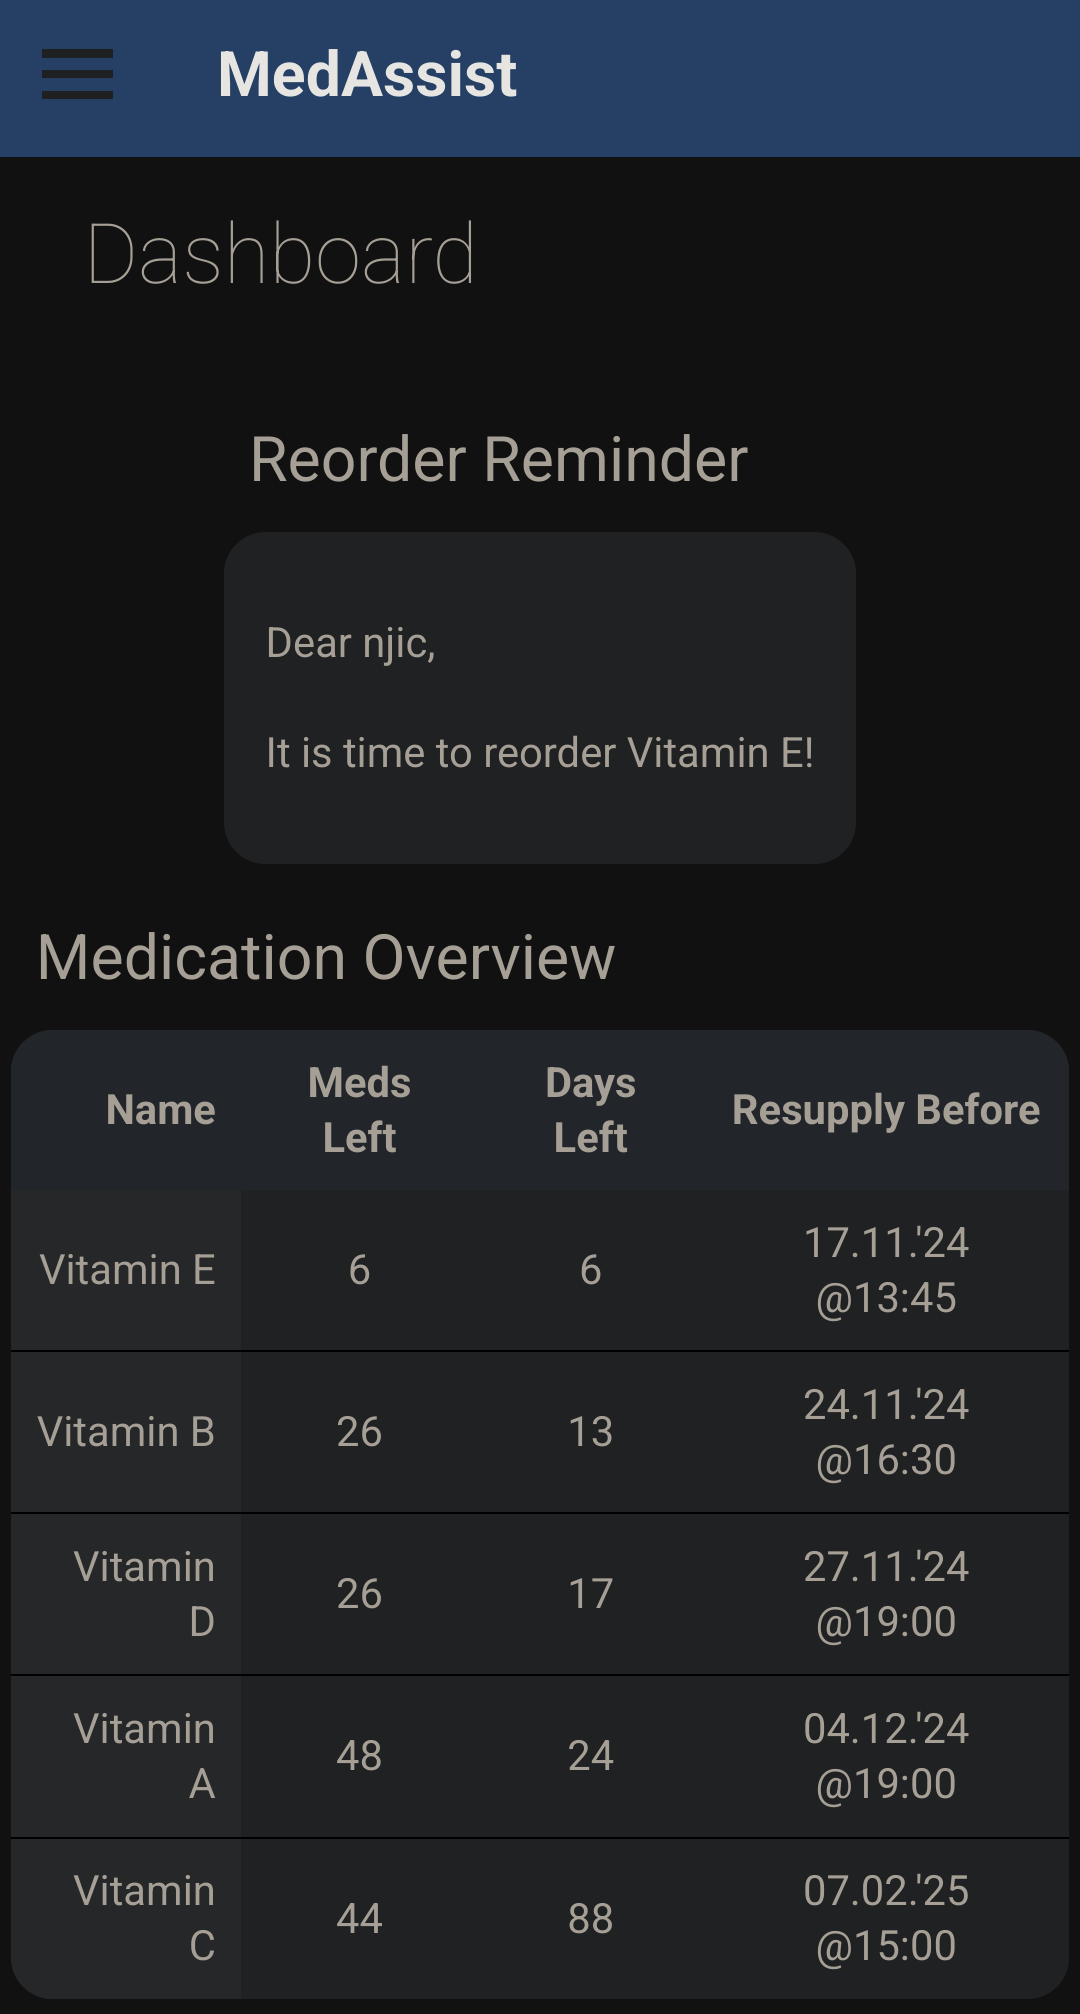 MedAssist
Dashboard
Reorder Reminder
Dear njic,
It is time to reorder Vitamin E!
Medication Overview
Name
Meds
Left
Days
Left
Resupply Before
Vitamin E
6
6
17.11.'24
@13:45
Vitamin B
26
13
24.11.'24
@16:30
Vitamin
D
26
17
27.11.'24
@19:00
Vitamin
A
48
24
04.12.'24
@19:00
Vitamin
C
44
88
07.02.'25
@15:00